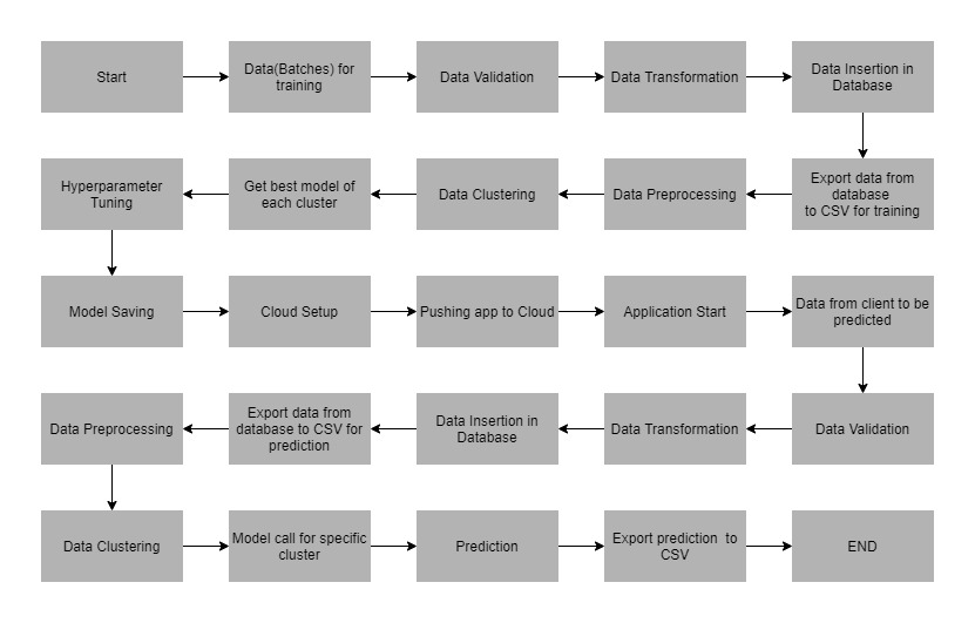 Start
Data(Batches) for
training
Data Validation
Data Transformation
Data Insertion in
Database
Export data from
database
to CSV for training
Data Preprocessing
Data Clustering
Get best model of
each cluster
Hyperparameter
Tuning
Model Saving
Cloud Setup
Pushing app to Cloud
Application Start
Data from client to be
predicted
Data Validation
Data Transformation
Data Insertion in
Database
Export data from
database to CSV for
prediction
Data Preprocessing
Data Clustering
Model call for specific
cluster
Prediction
Export prediction to
CSV
END